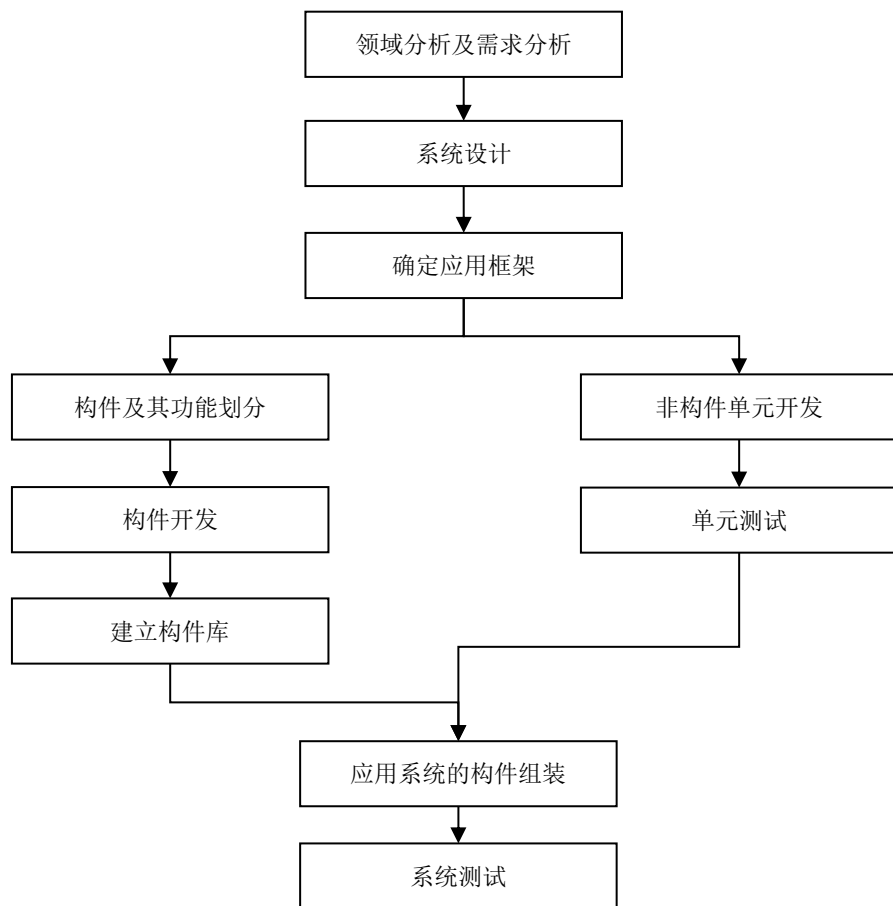 领域分析及需求分析
系统设计
确定应用框架
构件及其功能划分
非构件单元开发
构件开发
单元测试
建立构件库
应用系统的构件组装
系统测试